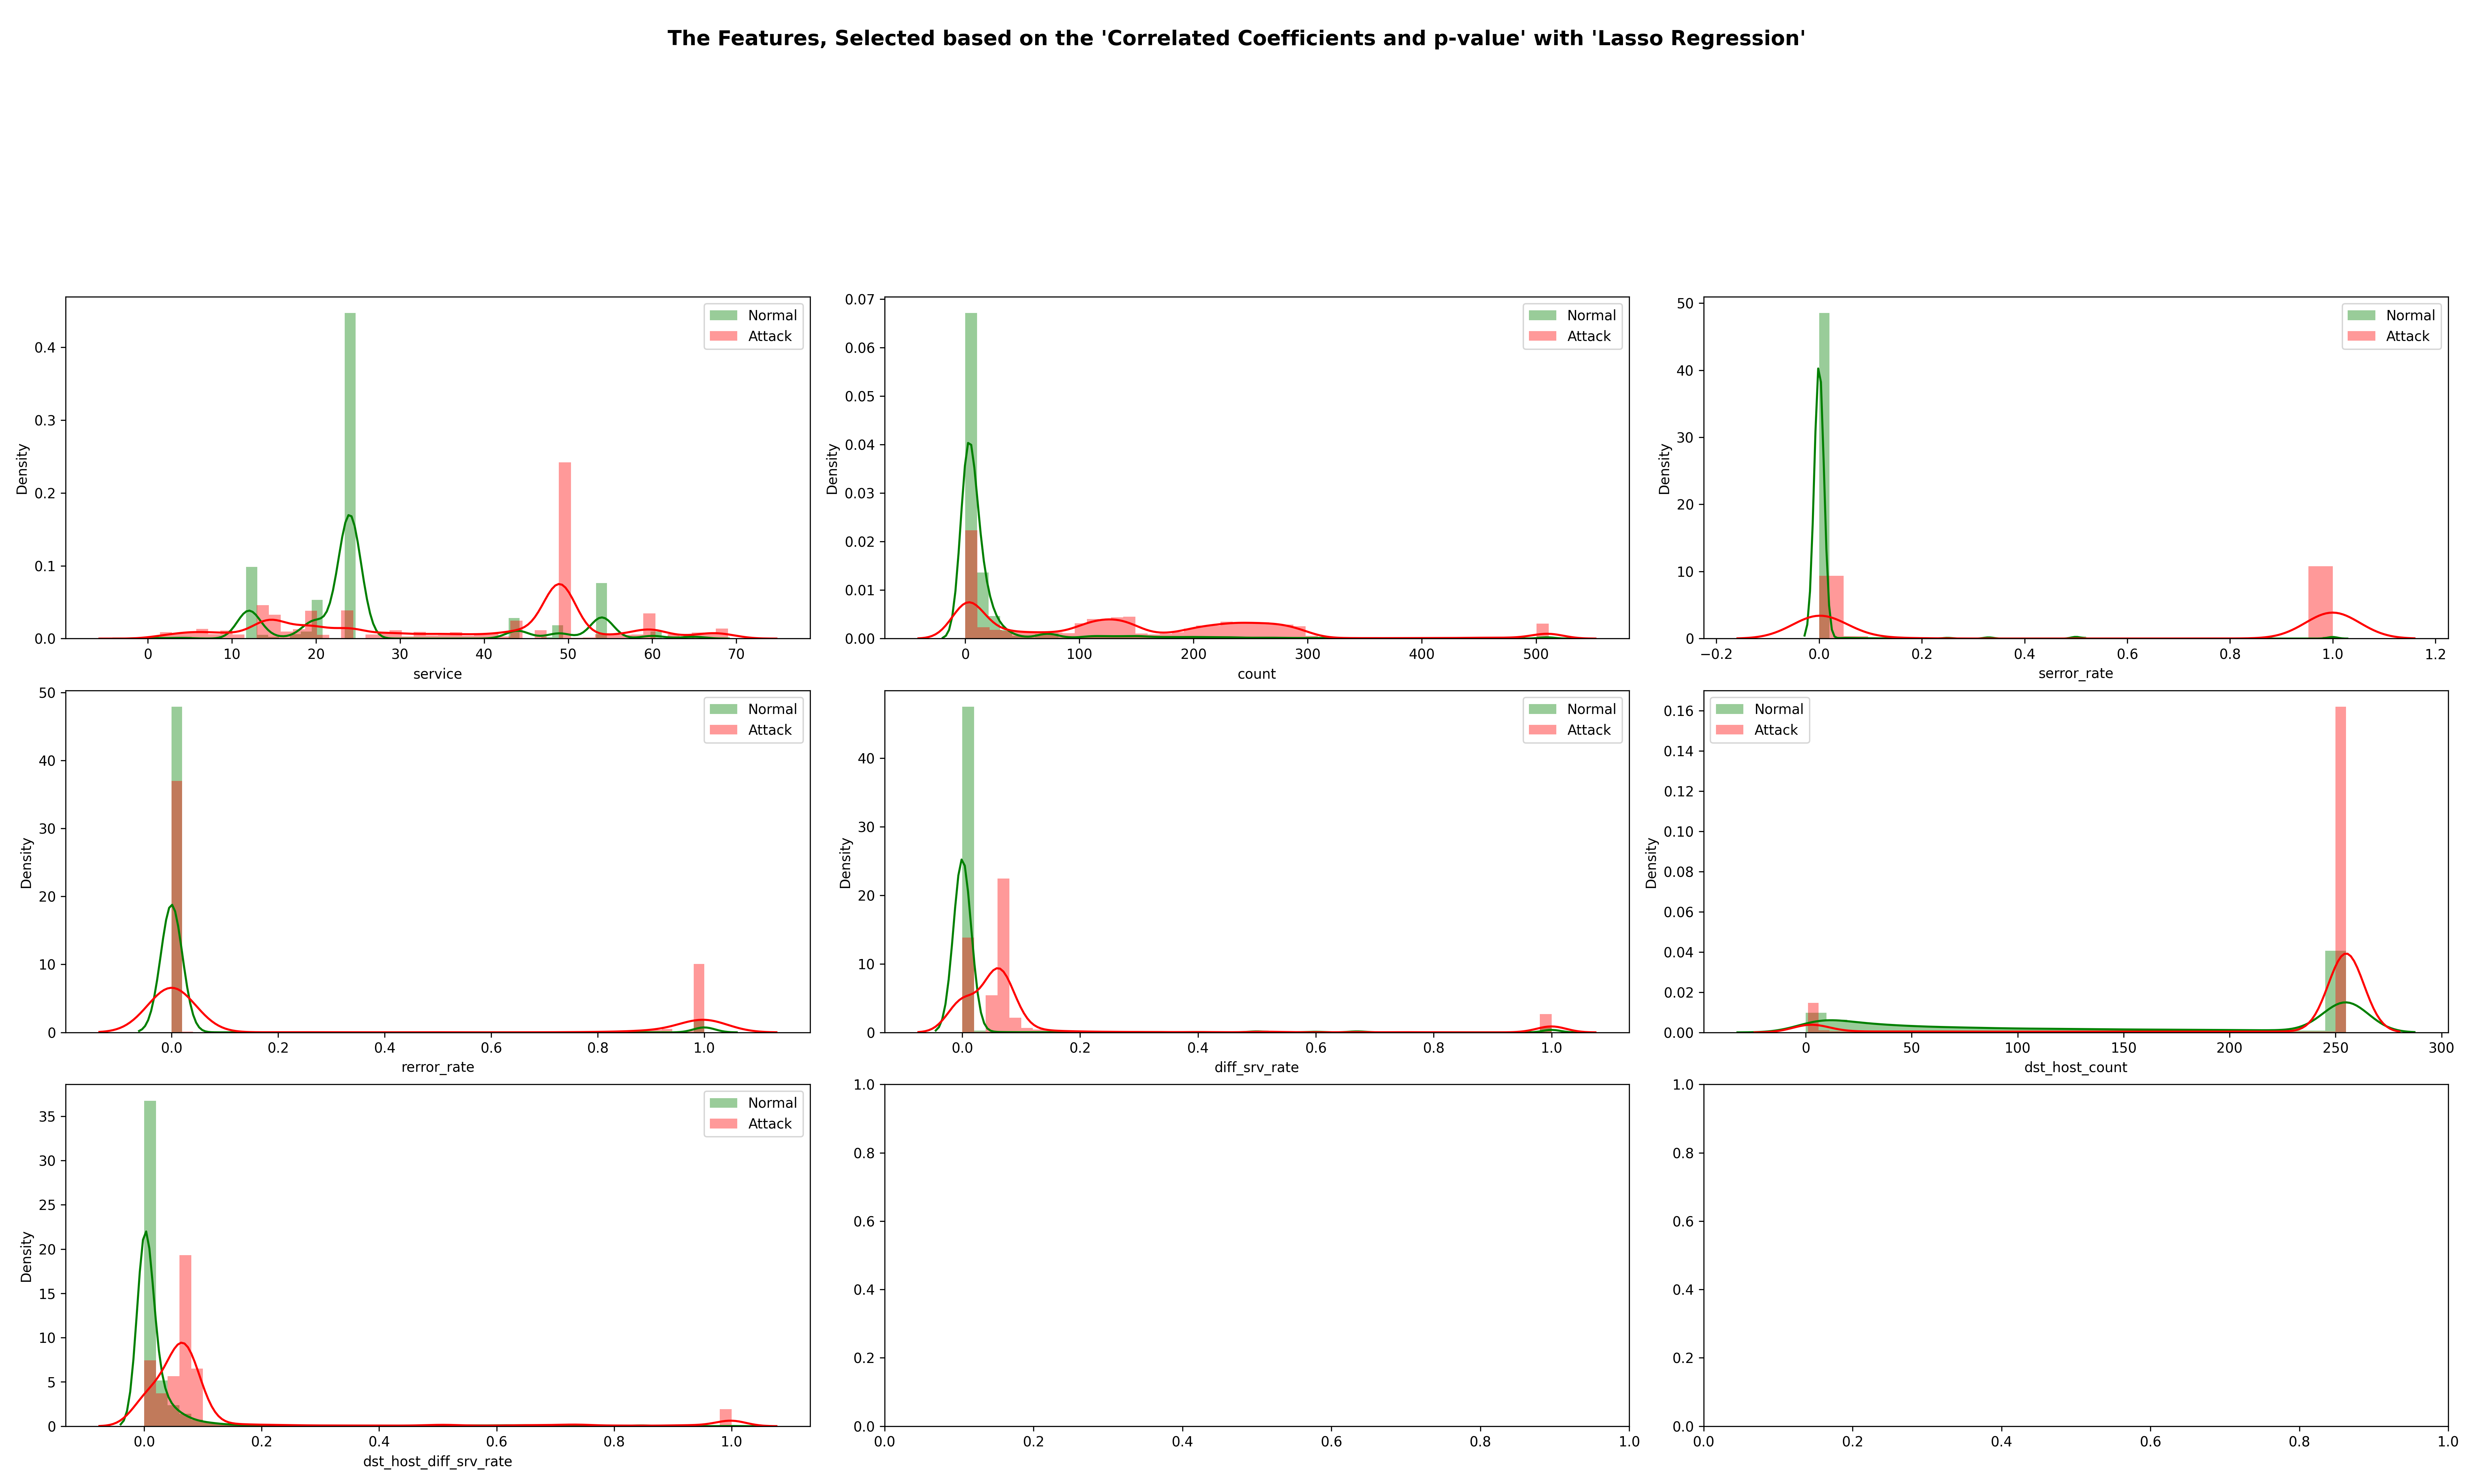 The Features, Selected based on the 'Correlated Coefficients and p-value' with 'Lasso Regression'
Density
0.0
0.1
0.2
0.3
0.4
0 10 20 30 40 50 60 70
service
Normal
Attack
Density
0.00
0.01
0.02
0.03
0.04
0.05
0.06
0.07
0 100 200 300 400 500
count
Normal
Attack
Density
0
10
20
30
40
50
−0.2 0.0 0.2 0.4 0.6 0.8 1.0 1.2
serror_rate
Normal
Attack
Density
0
10
20
30
40
50
0.0 0.2 0.4 0.6 0.8 1.0
rerror_rate
Normal
Attack
Density
0
10
20
30
40
0.0 0.2 0.4 0.6 0.8 1.0
diff_srv_rate
Normal
Attack
Density
0.00
0.02
0.04
0.06
0.08
0.10
0.12
0.14
0.16
0 50 100 150 200 250 300
dst_host_count
Normal
Attack
Density
0
5
10
15
20
25
30
35
0.0 0.2 0.4 0.6 0.8 1.0
dst_host_diff_srv_rate
Normal
Attack
0.0
0.2
0.4
0.6
0.8
1.0
0.0 0.2 0.4 0.6 0.8 1.0
0.0
0.2
0.4
0.6
0.8
1.0
0.0 0.2 0.4 0.6 0.8 1.0